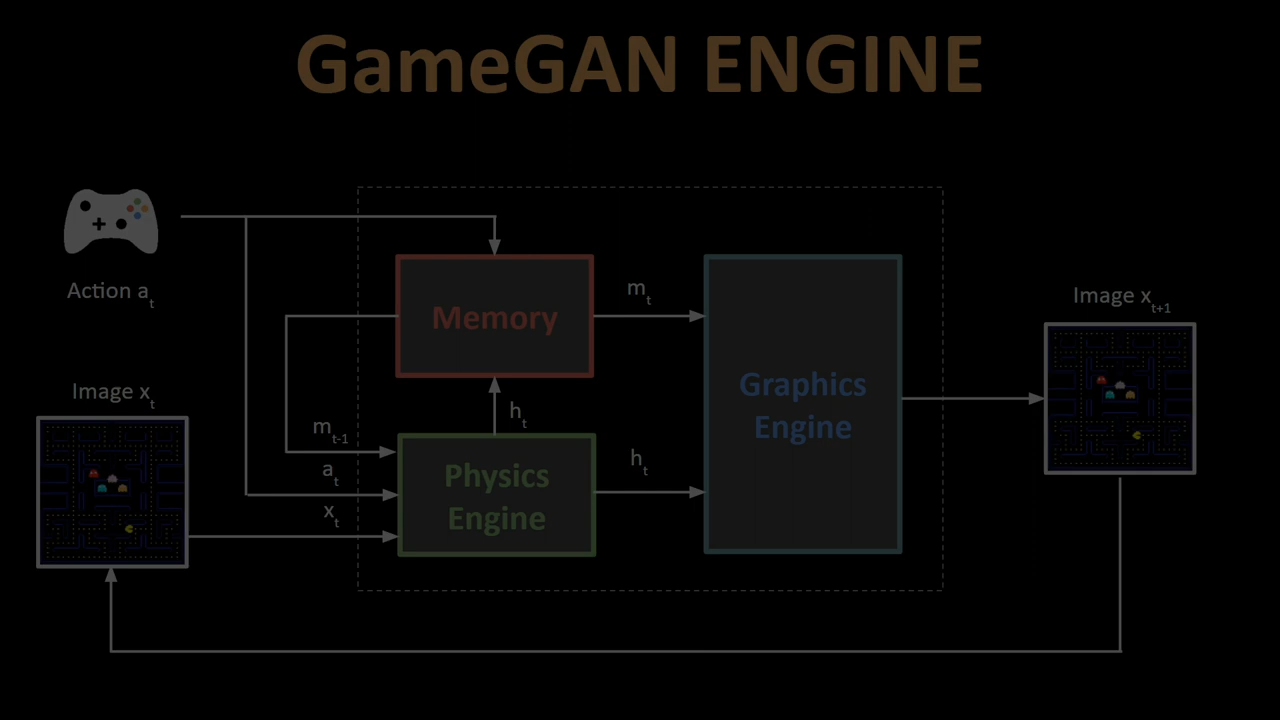 GameGAN ENGINE
Action at
Image xt
mt-1
at
xt
Memory
ht
Physics
Engine
mt
ht
Graphics
Engine
Image xt+1